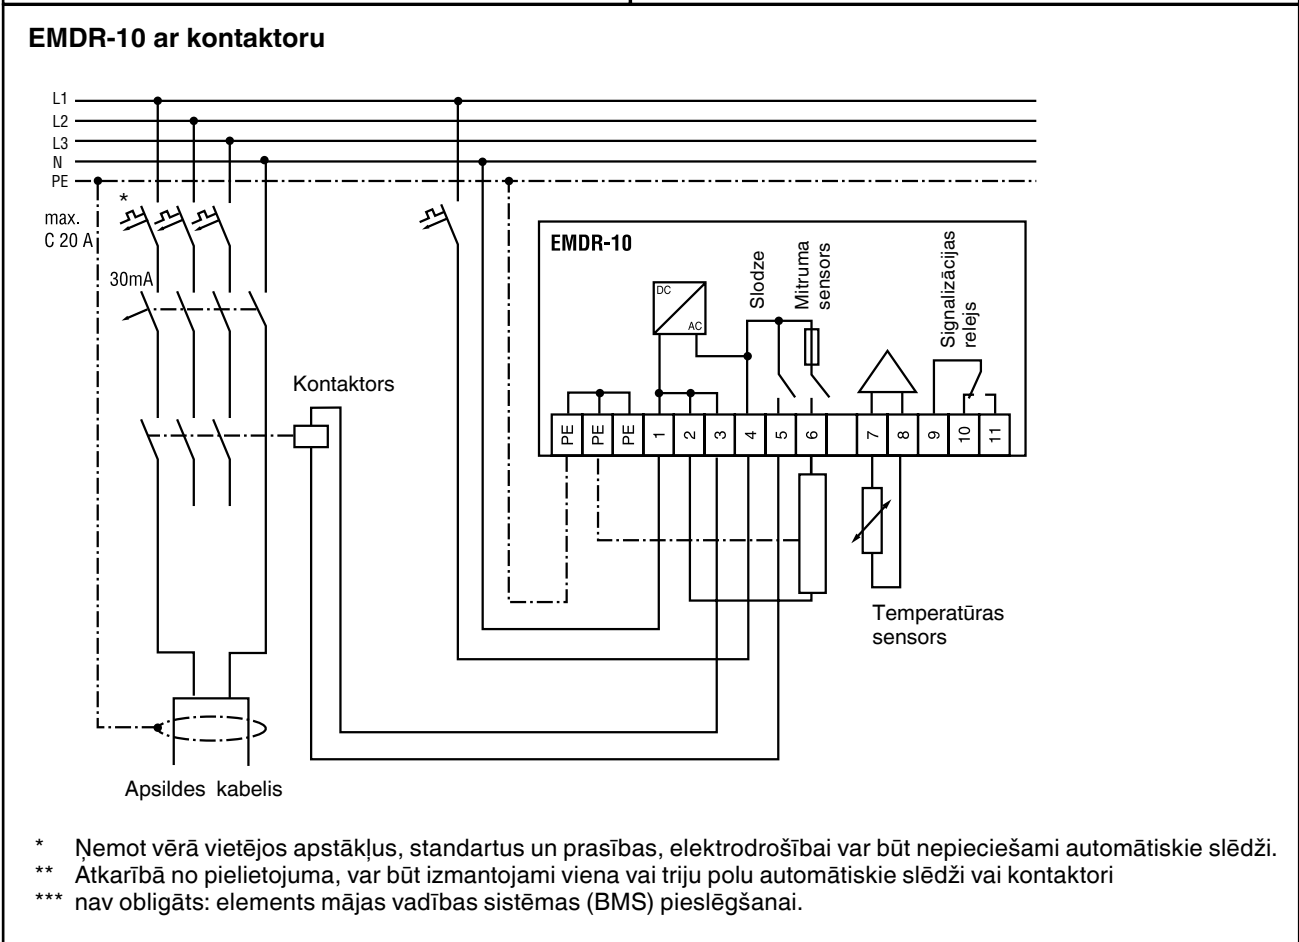 EMDR-10 ar kontaktoru
L1
L2
L3
N
PE
*
max.
C 20 A
30mA
Kontaktors
EMDR-10
DC
AC
Slodze
Mitruma
sensors
Signalizācijas
relejs
PE PE PE 1 2 3 4 5 6 7 8 9 10 11
Temperatūras
sensors
Apsildes kabelis
* Ņemot vērā vietējos apstākļus, standartus un prasības, elektrodrošībai var būt nepieciešami automātiskie slēdži.
** Atkarībā no pielietojuma, var būt izmantojami viena vai triju polu automātiskie slēdži vai kontaktori
*** nav obligāts: elements mājas vadības sistēmas (BMS) pieslēgšanai.